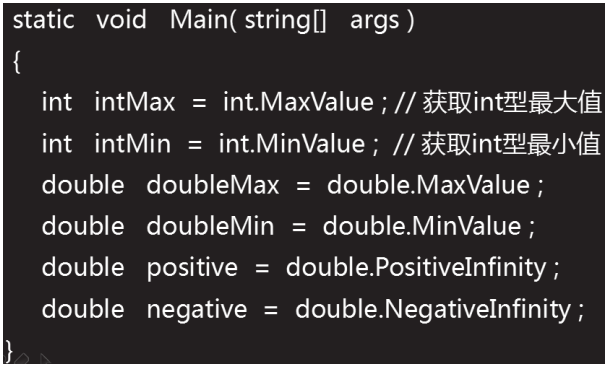 static void Main( string[] args )
{
int intMax = int.MaxValue ; // 获取int型最大值
int intMin = int.MinValue ; // 获取int型最小值
double doubleMax = double.MaxValue ;
double doubleMin = double.MinValue ;
double positive = double.PositiveInfinity ;
double negative = double.NegativeInfinity ;
}